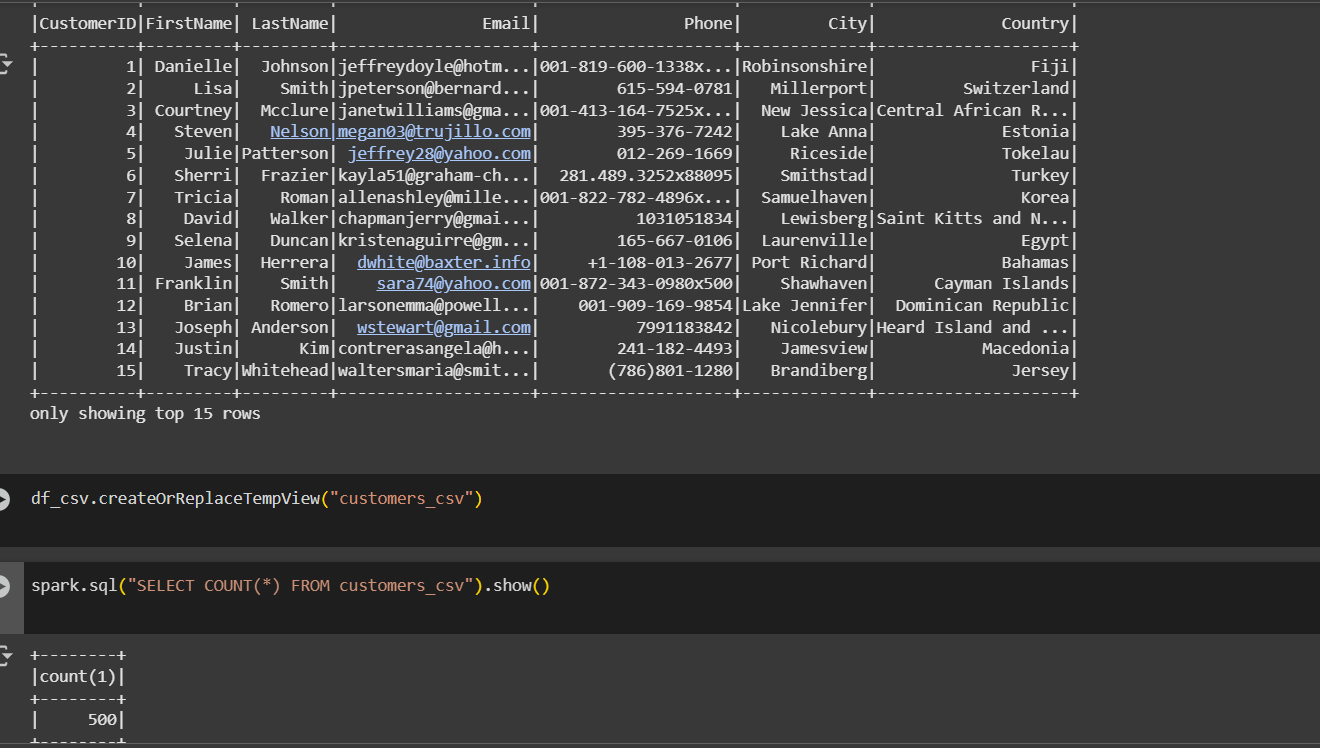 |CustomerID|FirstName| LastName|               Email|               Phone|         City|             Country|
+----------+---------+---------+--------------------+--------------------+-------------+--------------------+
|         1| Danielle|  Johnson|jeffreydoyle@hotm...|001-819-600-1338x...|Robinsonshire|                Fiji|
|         2|     Lisa|    Smith|jpeterson@bernard...|        615-594-0781|   Millerport|         Switzerland|
|         3| Courtney|  Mcclure|janetwilliams@gma...|001-413-164-7525x...|  New Jessica|Central African R...|
|         4|   Steven|   Nelson|megan03@trujillo.com|        395-376-7242|    Lake Anna|             Estonia|
|         5|    Julie|Patterson| jeffrey28@yahoo.com|        012-269-1669|     Riceside|             Tokelau|
|         6|   Sherri|  Frazier|kayla51@graham-ch...|  281.489.3252x88095|    Smithstad|              Turkey|
|         7|   Tricia|    Roman|allenashley@mille...|001-822-782-4896x...|  Samuelhaven|               Korea|
|         8|    David|   Walker|chapmanjerry@gmai...|          1031051834|    Lewisberg|Saint Kitts and N...|
|         9|   Selena|   Duncan|kristenaguirre@gm...|        165-667-0106|  Laurenville|               Egypt|
|        10|    James|  Herrera|  dwhite@baxter.info|     +1-108-013-2677| Port Richard|             Bahamas|
|        11| Franklin|    Smith|    sara74@yahoo.com|001-872-343-0980x500|    Shawhaven|      Cayman Islands|
|        12|    Brian|   Romero|larsonemma@powell...|    001-909-169-9854|Lake Jennifer|  Dominican Republic|
|        13|   Joseph| Anderson|  wstewart@gmail.com|          7991183842|   Nicolebury|Heard Island and ...|
|        14|   Justin|      Kim|contrerasangela@h...|        241-182-4493|    Jamesview|           Macedonia|
|        15|    Tracy|Whitehead|waltersmaria@smit...|       (786)801-1280|   Brandiberg|              Jersey|
+----------+---------+---------+--------------------+--------------------+-------------+--------------------+
only showing top 15 rows
df_csv.createOrReplaceTempView("customers_csv")
spark.sql("SELECT COUNT(*) FROM customers_csv").show()
+--------+
|count(1)|
+--------+
|     500|
+--------+